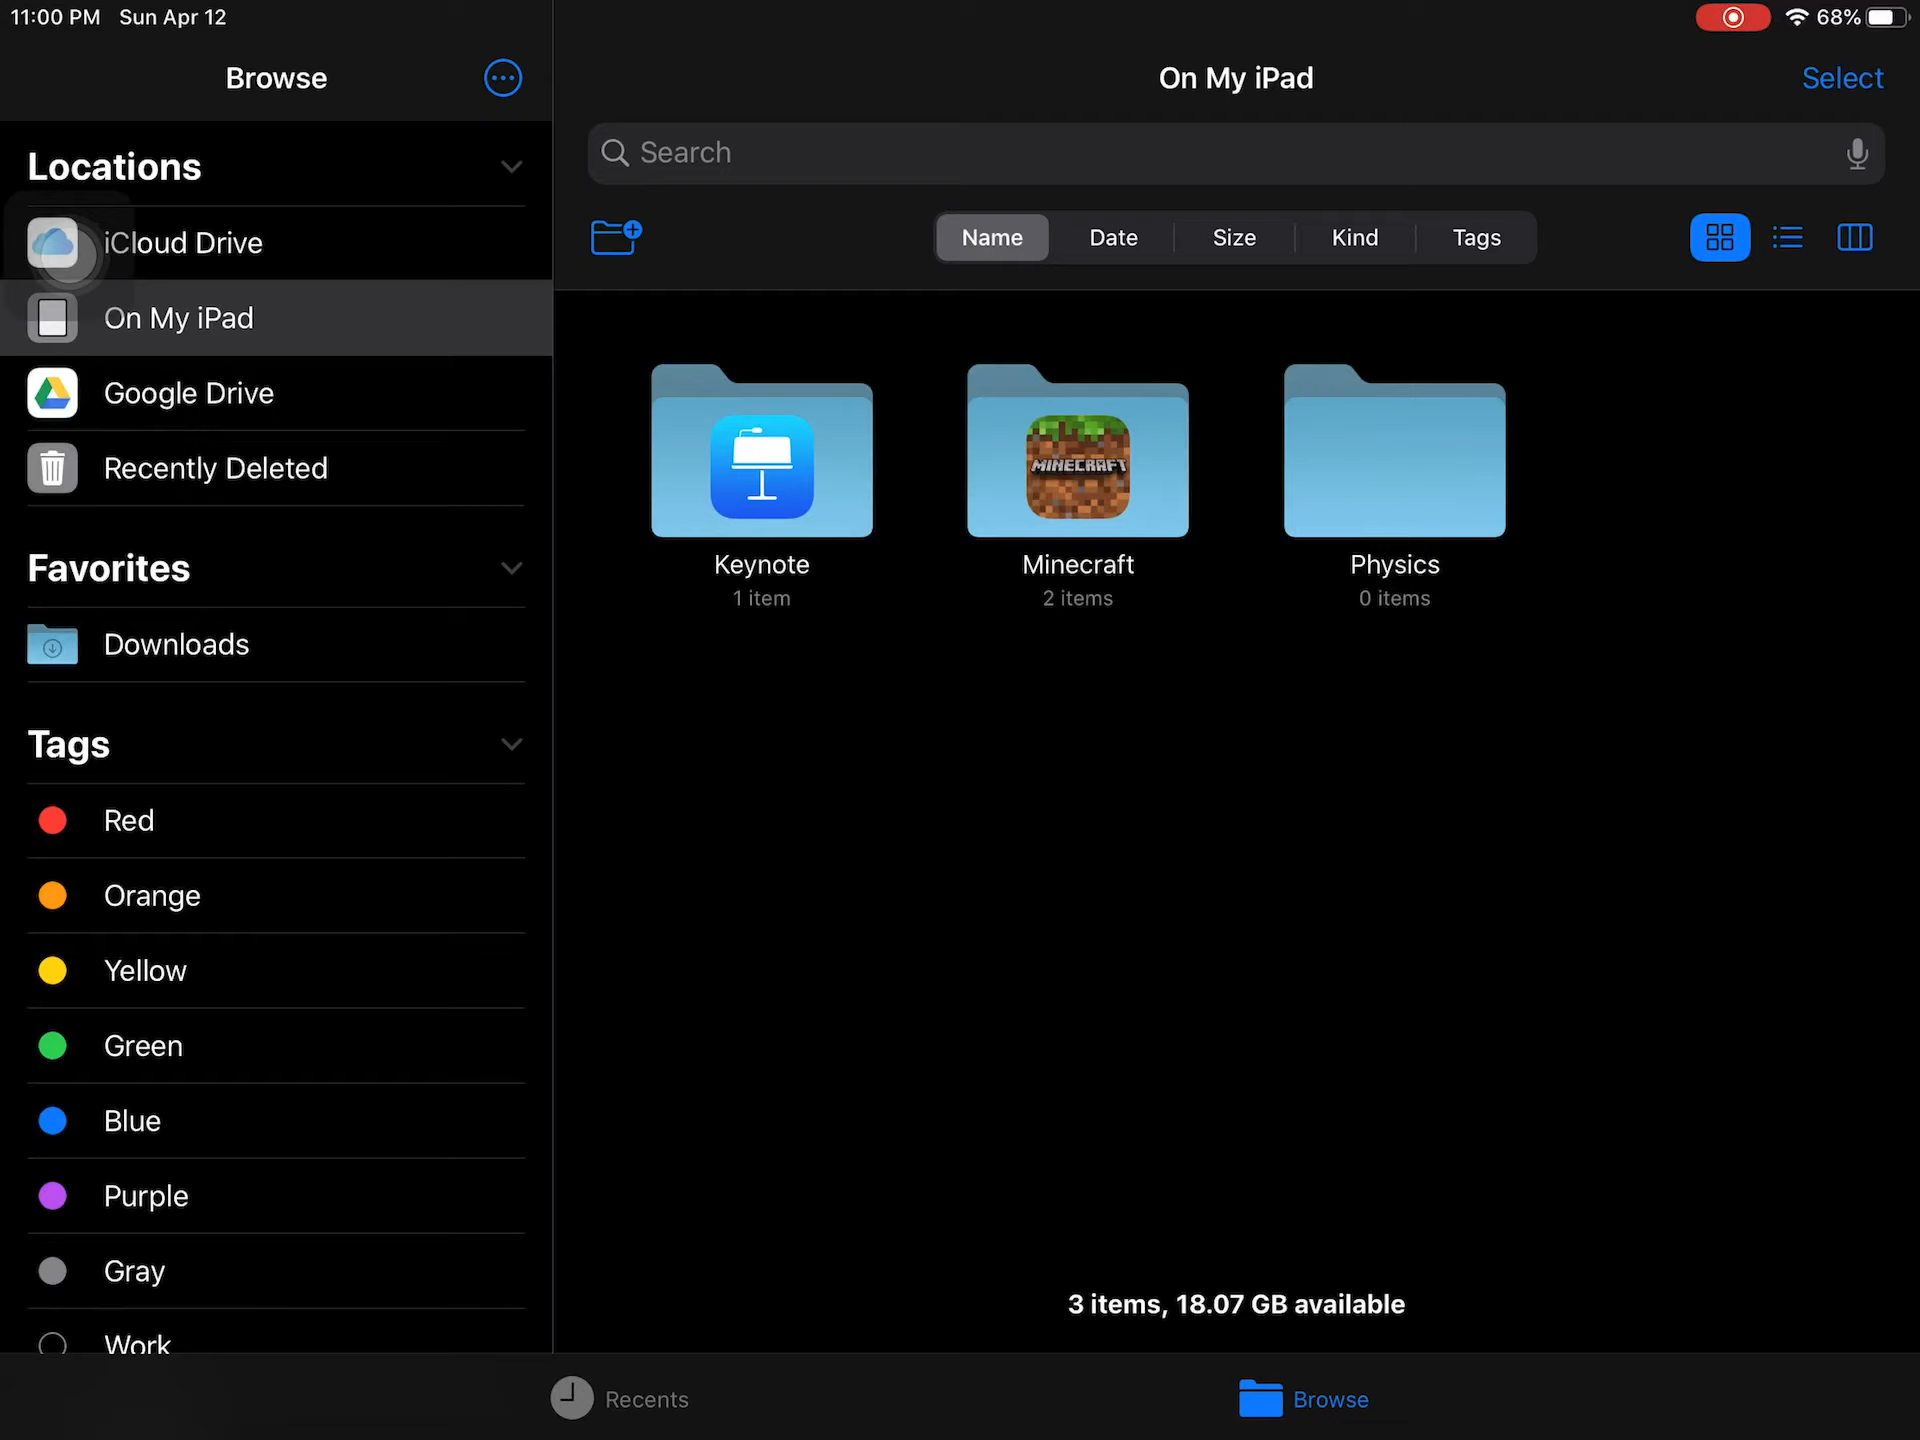 11:00 PM Sun Apr 12
68%
Browse
Locations
iCloud Drive
On My iPad
Google Drive
Recently Deleted
Favorites
Downloads
Tags
Red
Orange
Yellow
Green
Blue
Purple
Gray
Work
On My iPad
Select
Search
Name
Date
Size
Kind
Tags
MINECRAFT
Keynote
1 item
Minecraft
2 items
Physics
0 items
3 items, 18.07 GB available
Recents
Browse